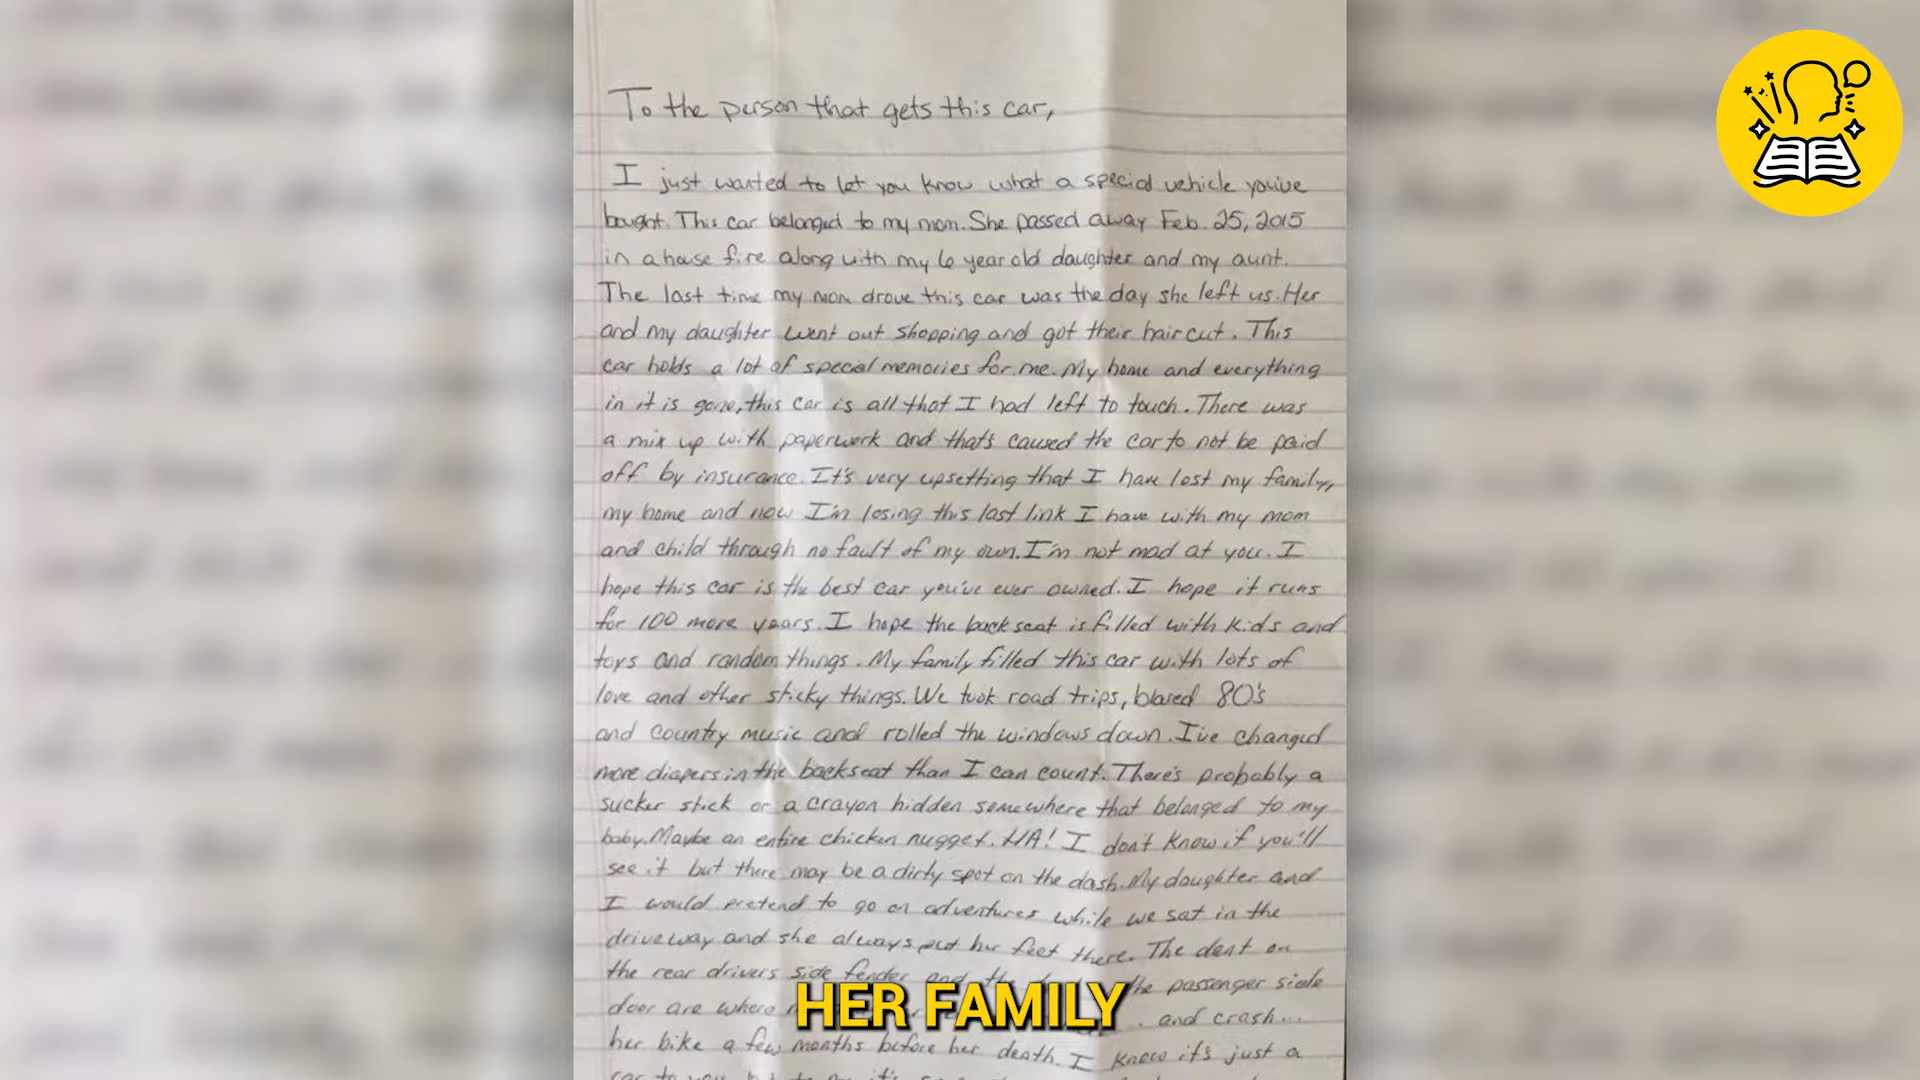 To the person that gets this car,
I just wanted to let you know what a special vehicle you've
bought. This car belonged to my mom. She passed away Feb. 25, 2015
in a house fire along with my 6 year old daughter and my aunt.
The last time my mom drove this car was the day she left us. Her
and my daughter went out shopping and got their hair cut. This
car holds a lot of special memories for me. My home and everything
in it is gone, this car is all that I had left to touch. There was
a mix up with paperwork and that's caused the car to not be paid
off by insurance. It's very upsetting that I have lost my family,
my home and now I'm losing this last link I have with my mom
and child through no fault of my own. I'm not mad at you. I
hope this car is the best car you've ever owned. I hope it runs
for 100 more years. I hope the back seat is filled with kids and
toys and random things. My family filled this car with lots of
love and other sticky things. We took road trips, blared 80's
and country music and rolled the windows down. I've changed
more diapers in the backseat than I can count. There's probably a
sucker stick or a crayon hidden somewhere that belonged to my
baby. Maybe an entire chicken nugget. HA! I don't know if you'll
see it but there may be a dirty spot on the dash. My daughter and
I would pretend to go on adventures while we sat in the
driveway and she always put her feet there. The dent on
the rear drivers side fender and the passenger side
door are where and crash...
HER FAMILY
her bike a few months before her death. I know it's just a